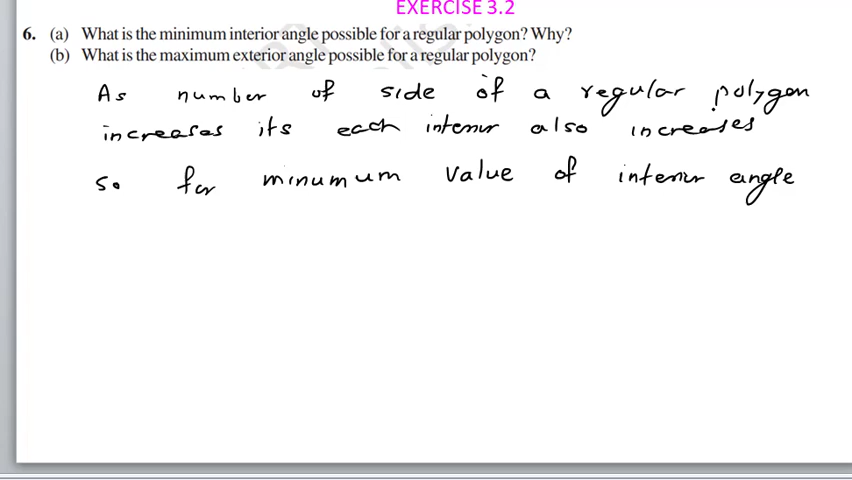 EXERCISE 3.2
6. (a) What is the minimum interior angle possible for a regular polygon? Why?
(b) What is the maximum exterior angle possible for a regular polygon?
As number of side of a regular polygon
increases its each interior also increases
so for minumum value of interior angle